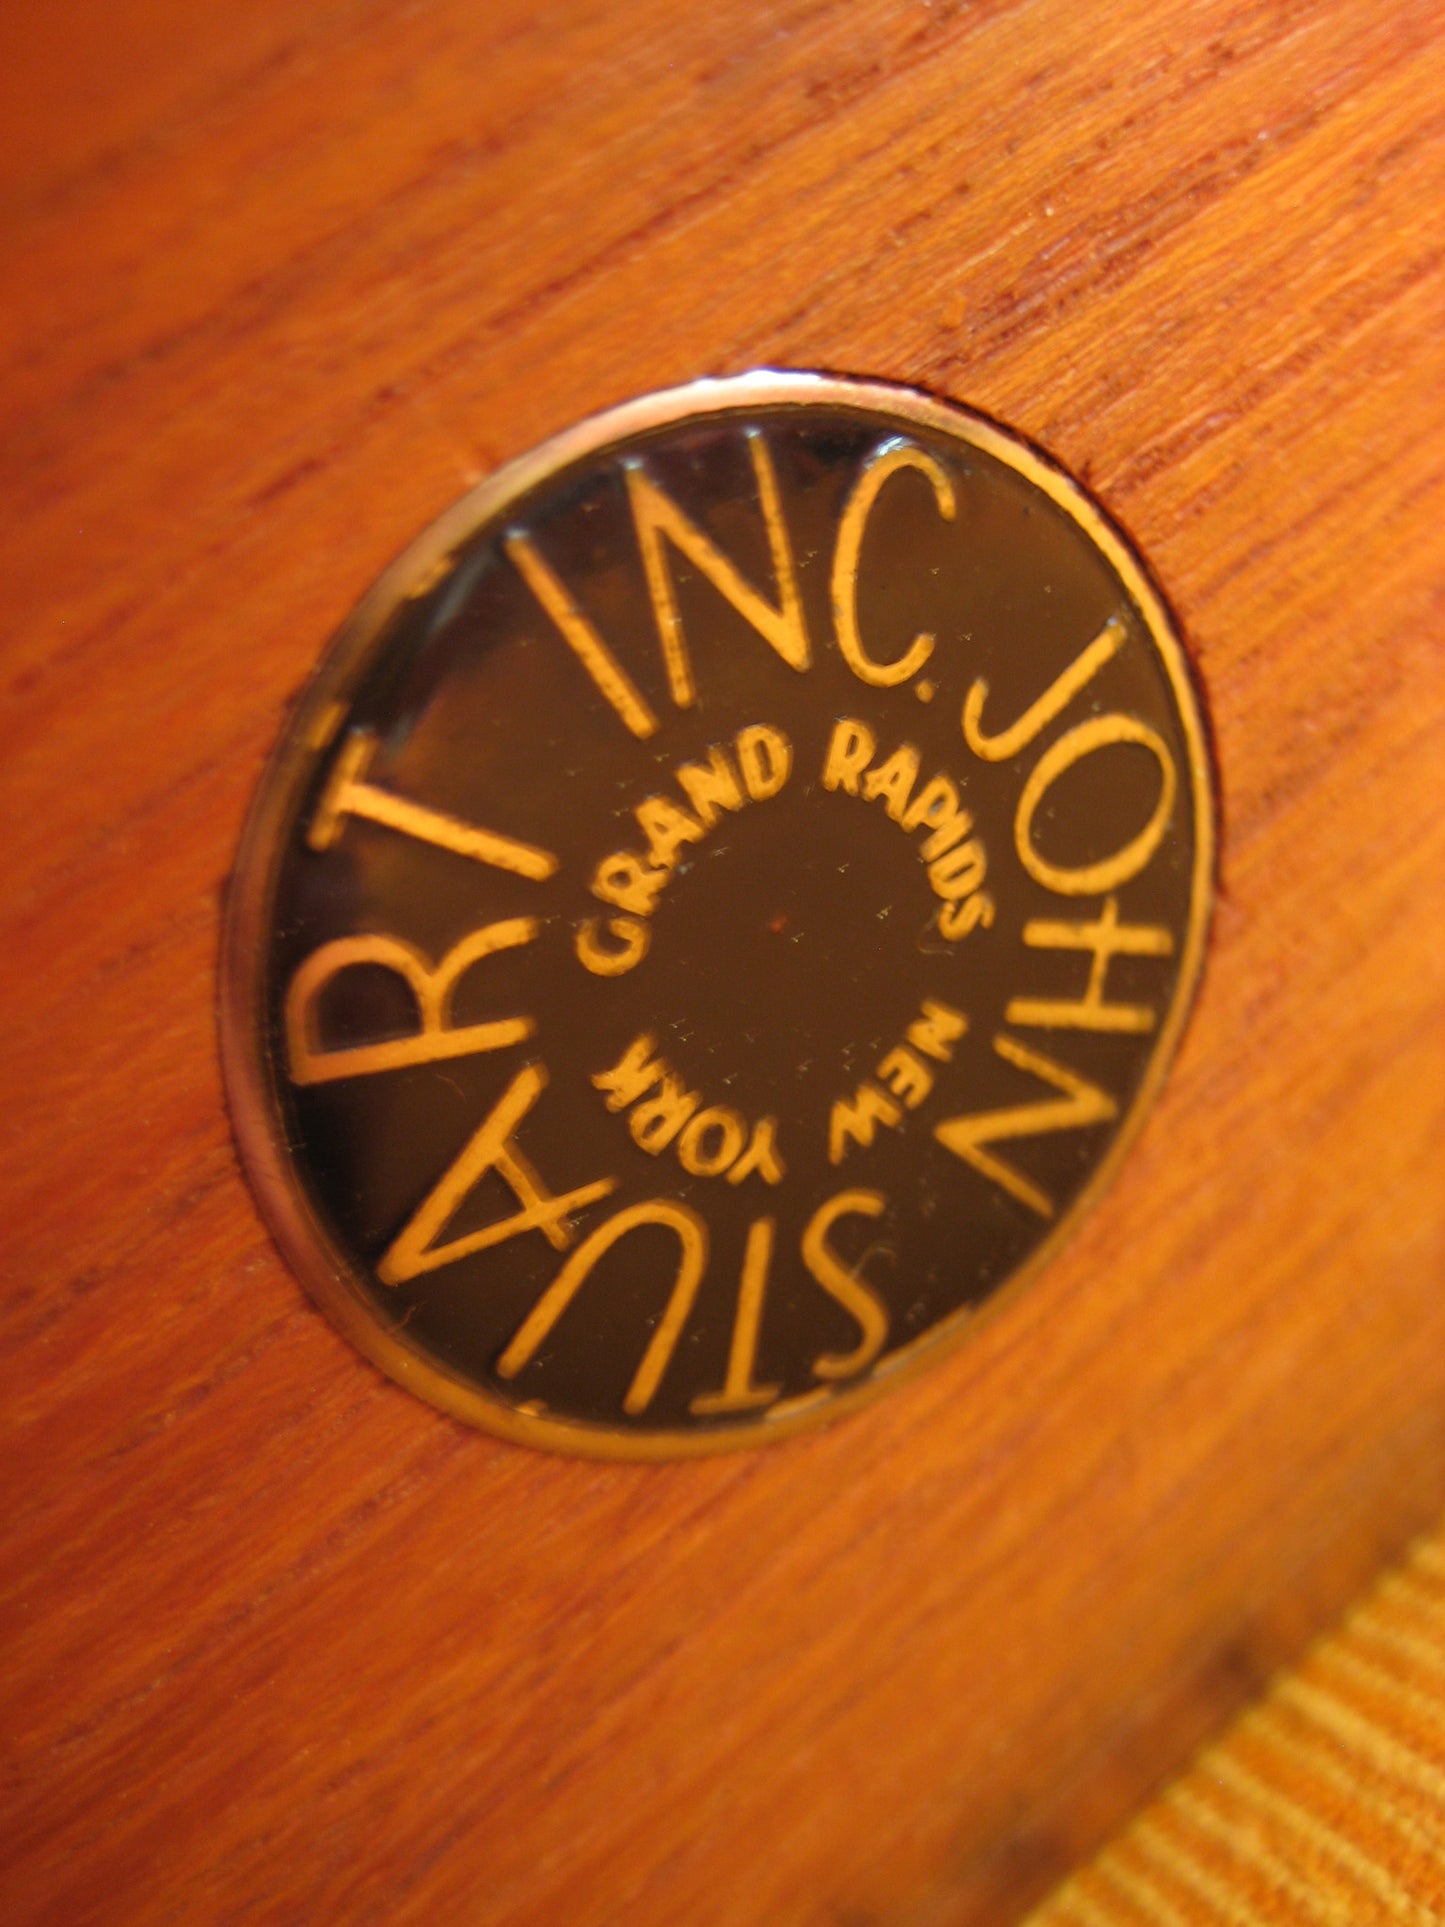 JOHN STUART INC.
GRAND RAPIDS
NEW YORK